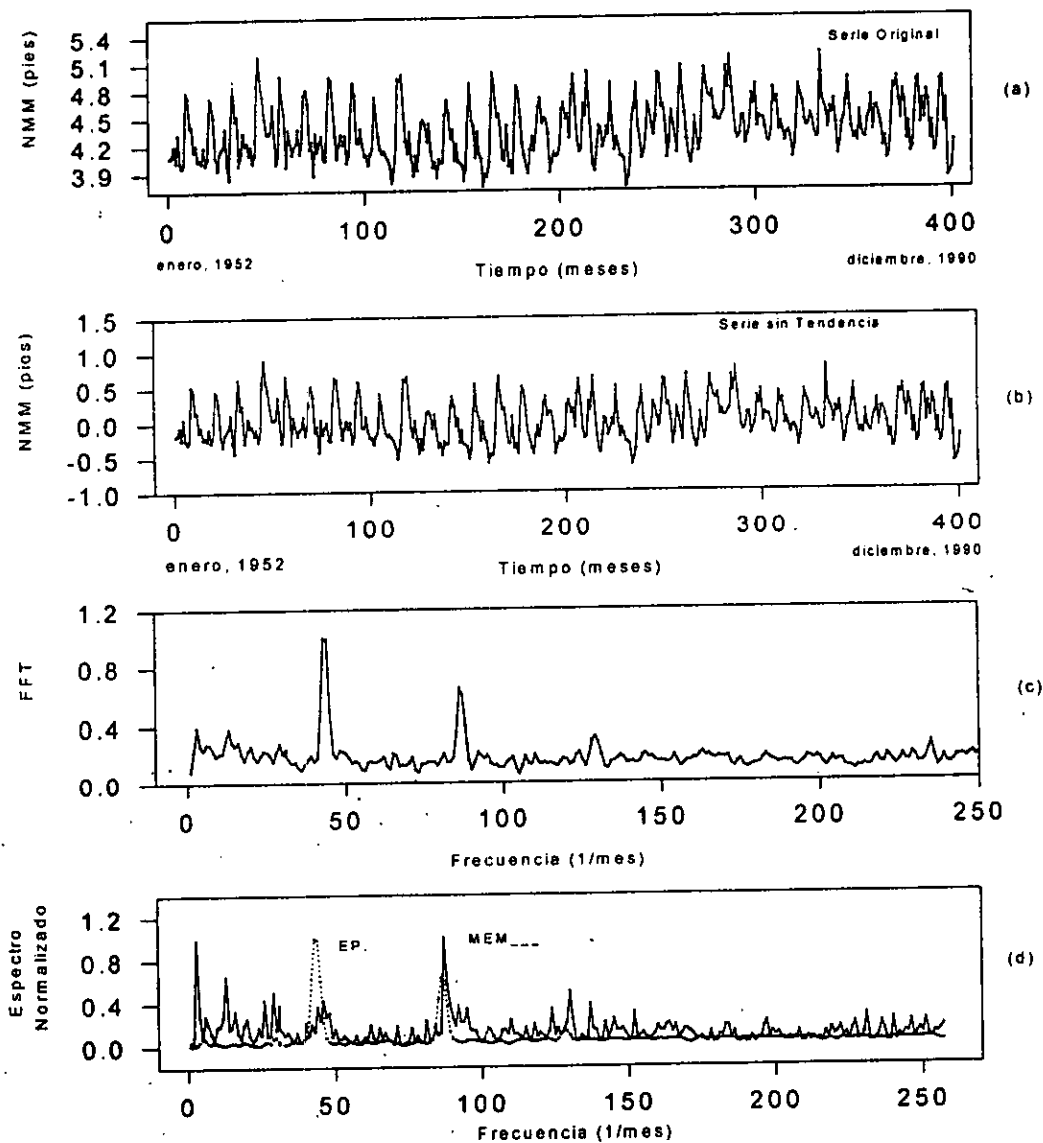 Serie Original
(a)
NMM (pies)
5.4
5.1
4.8
4.5
4.2
3.9
0
100
200
300
400
enero, 1952
Tiempo (meses)
diciembre, 1990
Serie sin Tendencia
(b)
NMM (pios)
1.5
1.0
0.5
0.0
-0.5
-1.0
0
100
200
300
400
enero, 1952
Tiempo (meses)
diciembre, 1990
(c)
FFT
1.2
0.8
0.4
0.0
0
50
100
150
200
250
Frecuencia (1/mes)
(d)
Espectro
Normalizado
1.2
0.8
0.4
0.0
EP.
MEM___
0
50
100
150
200
250
Frecuencia (1/mes)